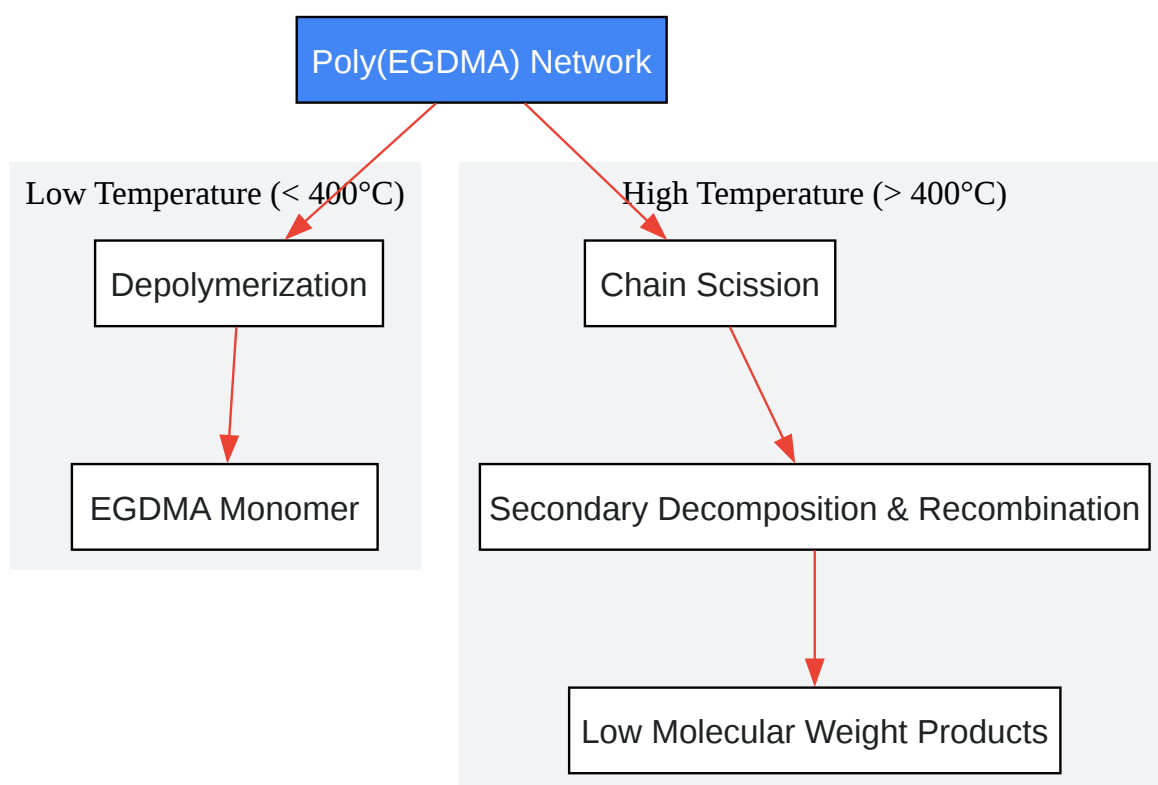 Poly(EGDMA) Network
Low Temperature (< 400°C)
Depolymerization
EGDMA Monomer
High Temperature (> 400°C)
Chain Scission
Secondary Decomposition & Recombination
Low Molecular Weight Products